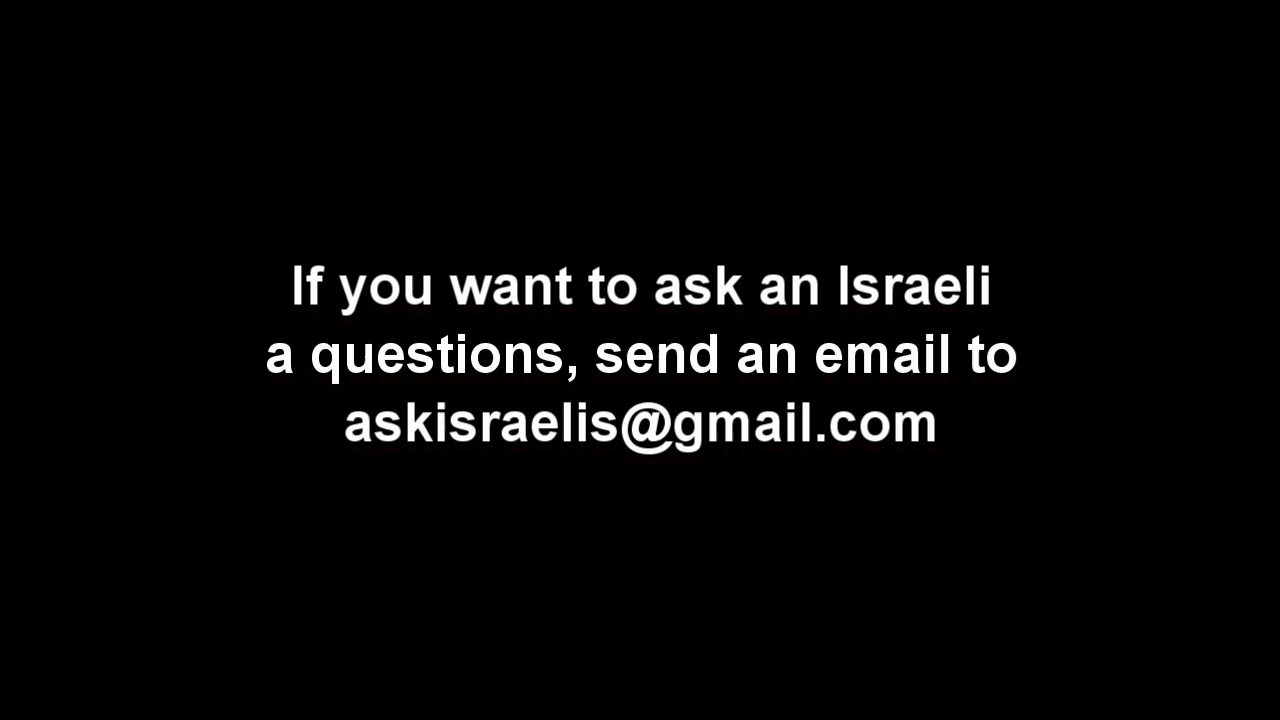 If you want to ask an Israeli
a questions, send an email to
askisraelis@gmail.com